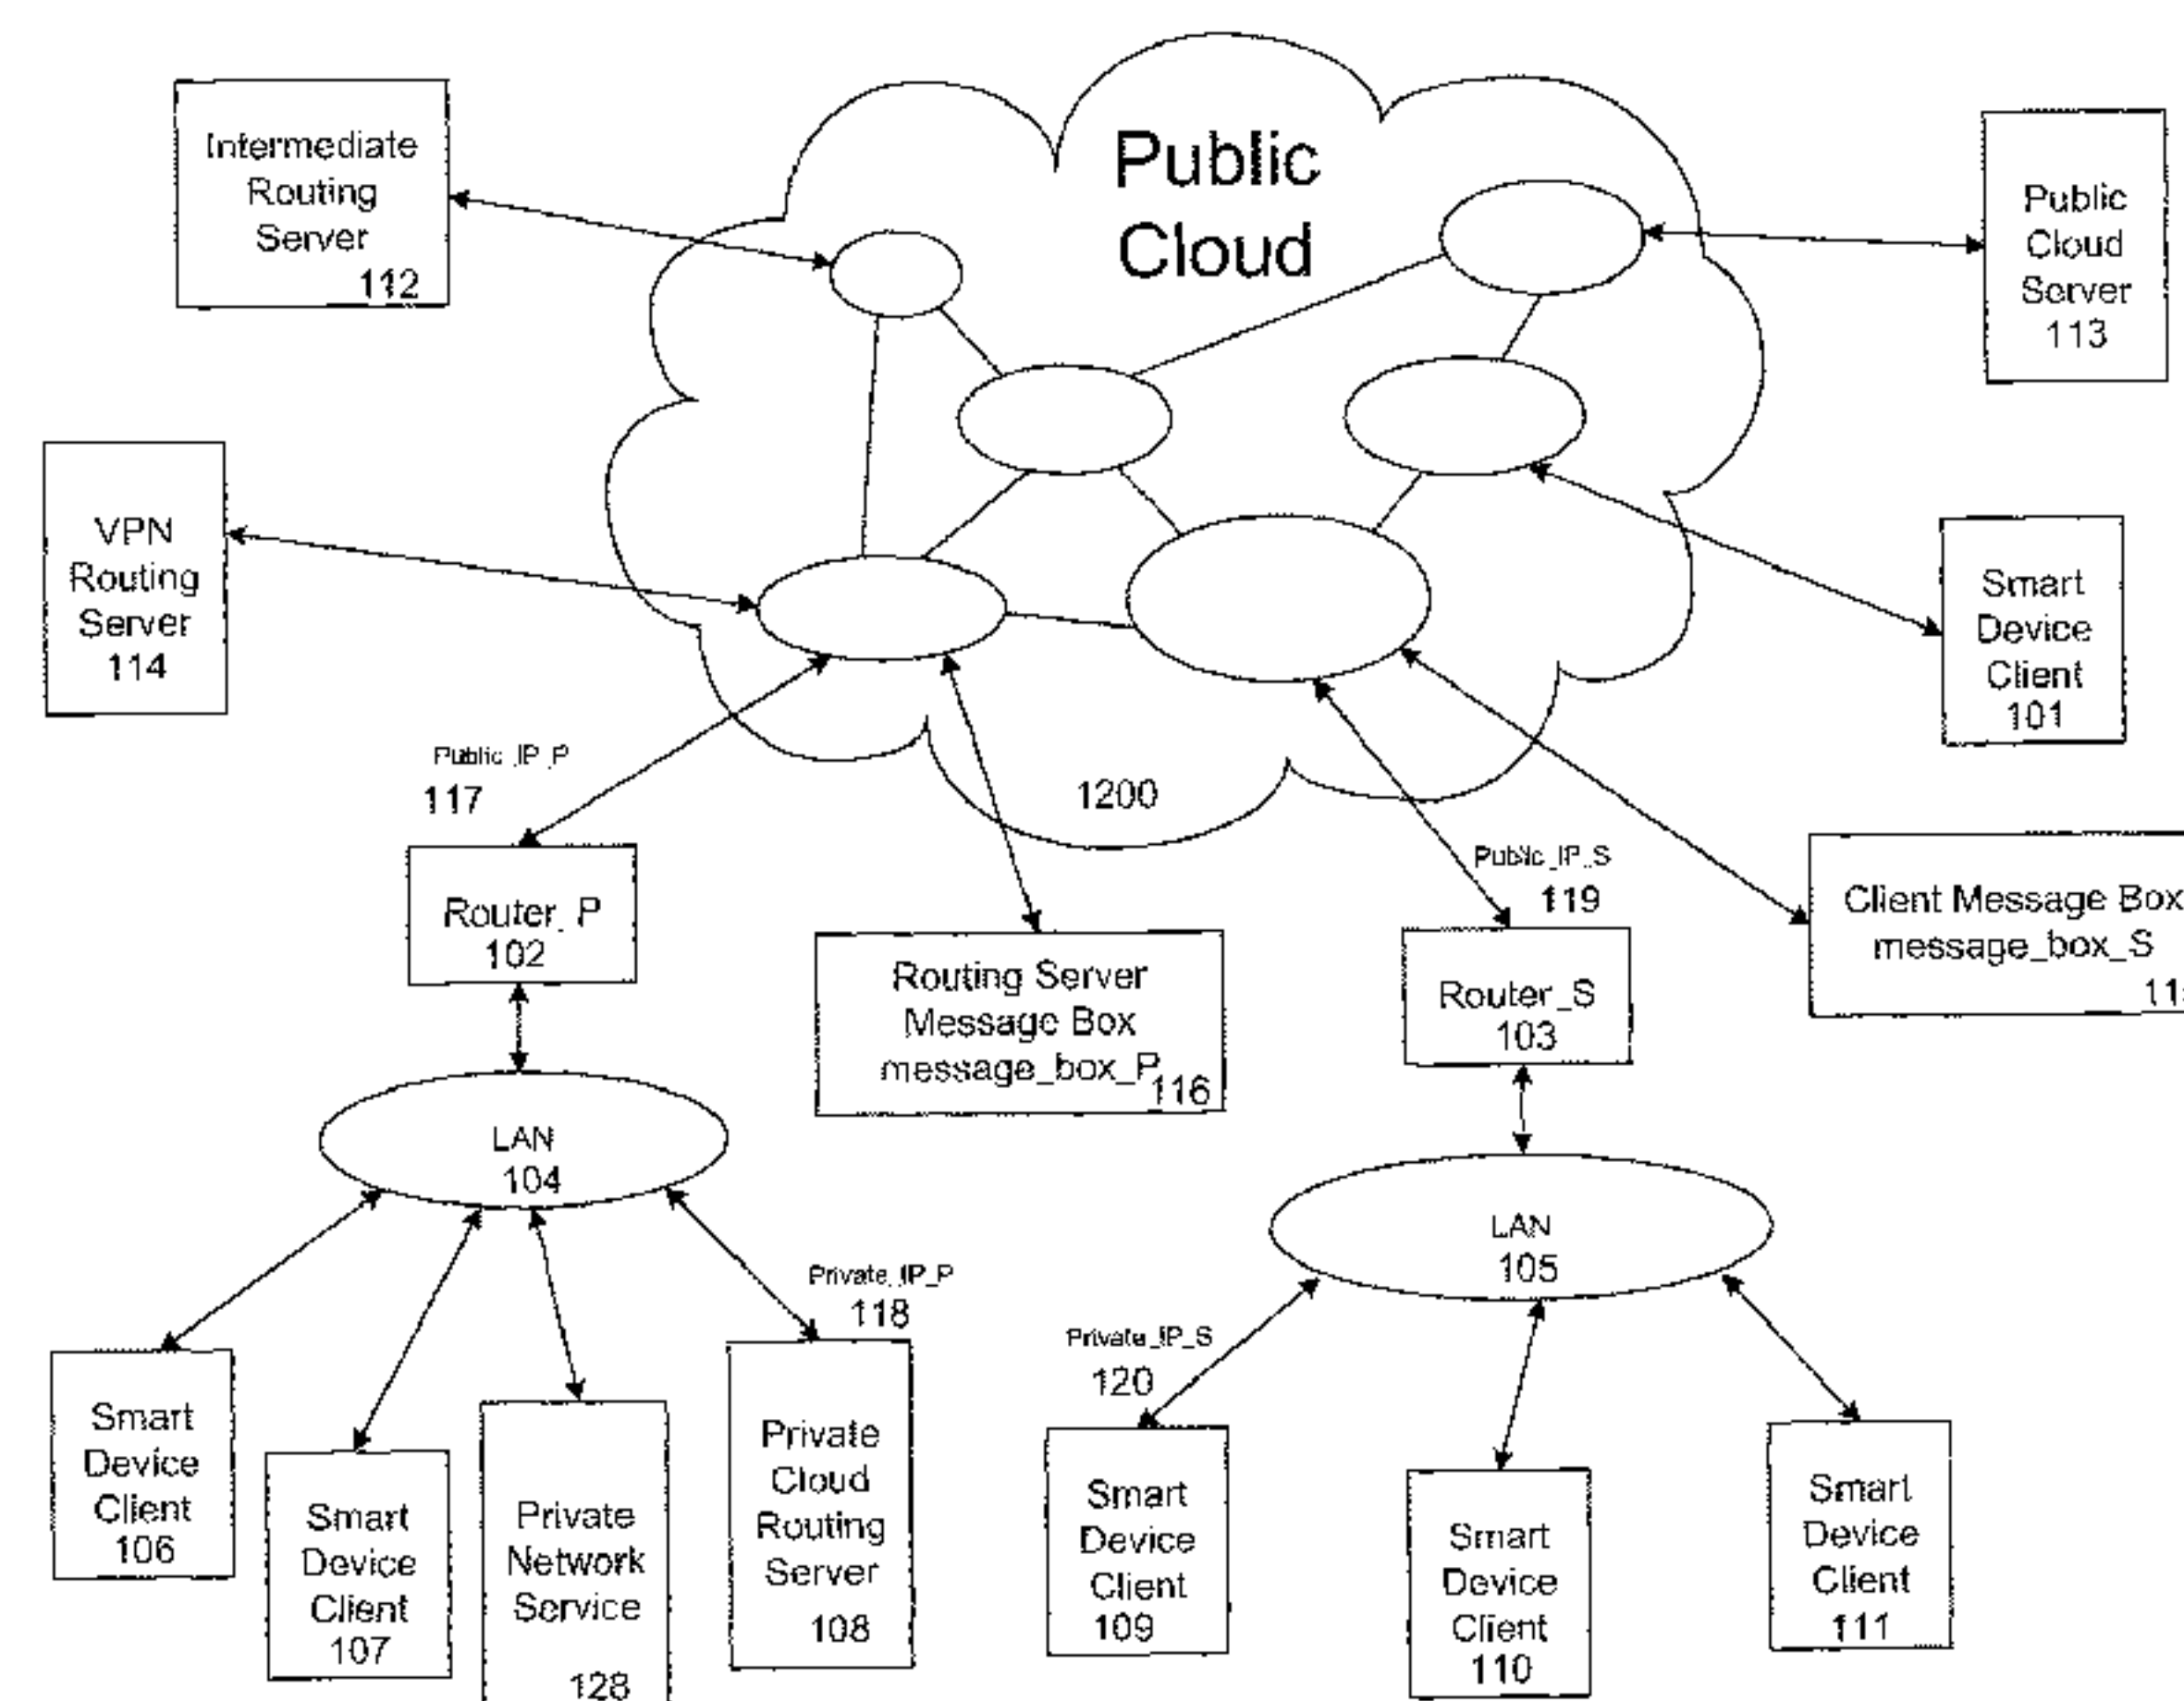 Public
Cloud
Intermediate
Routing
Server
112
Public
Cloud
Server
113
VPN
Routing
Server
114
Smart
Device
Client
101
Public_IP_P
117
1200
Public_IP_S
119
Router_P
102
Routing Server
Message Box
message_box_P
116
Router_S
103
Client Message Box
message_box_S
LAN
104
LAN
105
Private_IP_P
118
Private_IP_S
120
Smart
Device
Client
106
Smart
Device
Client
107
Private
Network
Service
128
Private
Cloud
Routing
Server
108
Smart
Device
Client
109
Smart
Device
Client
110
Smart
Device
Client
111